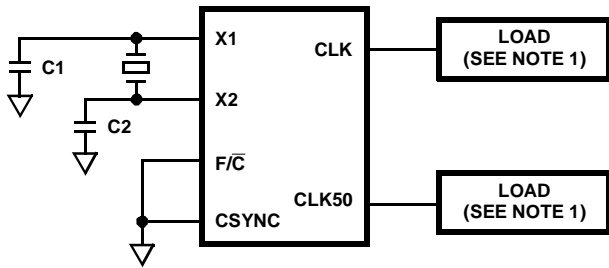 X1
CLK
LOAD
(SEE NOTE 1)
C1
X2
C2
F/C̅
CLK50
LOAD
(SEE NOTE 1)
CSYNC